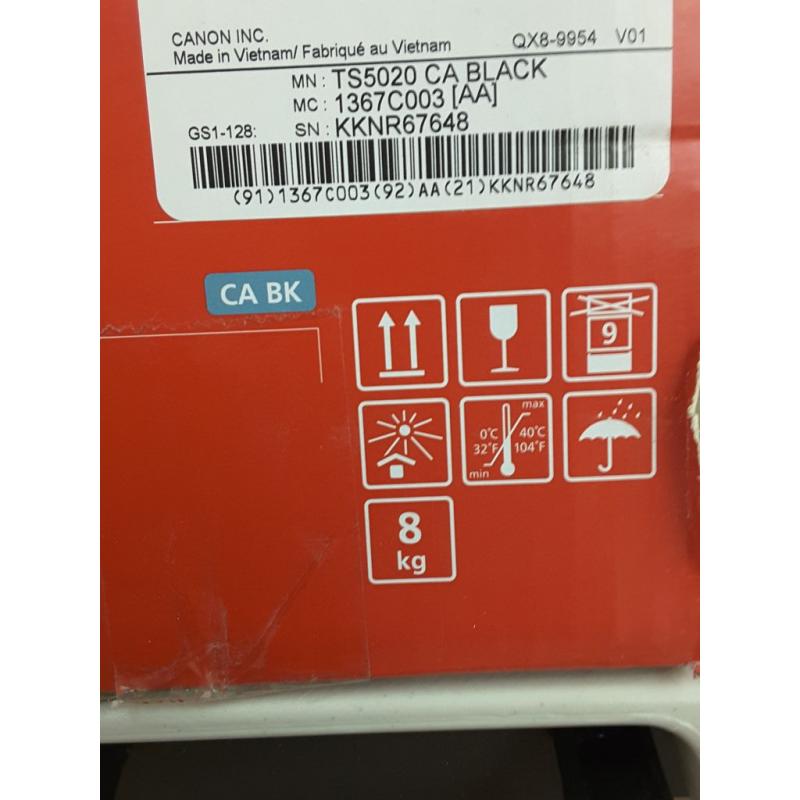 CANON INC.
Made in Vietnam/ Fabriqué au Vietnam QX8-9954 V01
MN : TS5020 CA BLACK
MC : 1367C003 [AA]
GS1-128: SN : KKNR67648
(91)1367C003(92)AA(21)KKNR67648
CA BK
9
max
0°C 40°C
32°F 104°F
min
8
kg